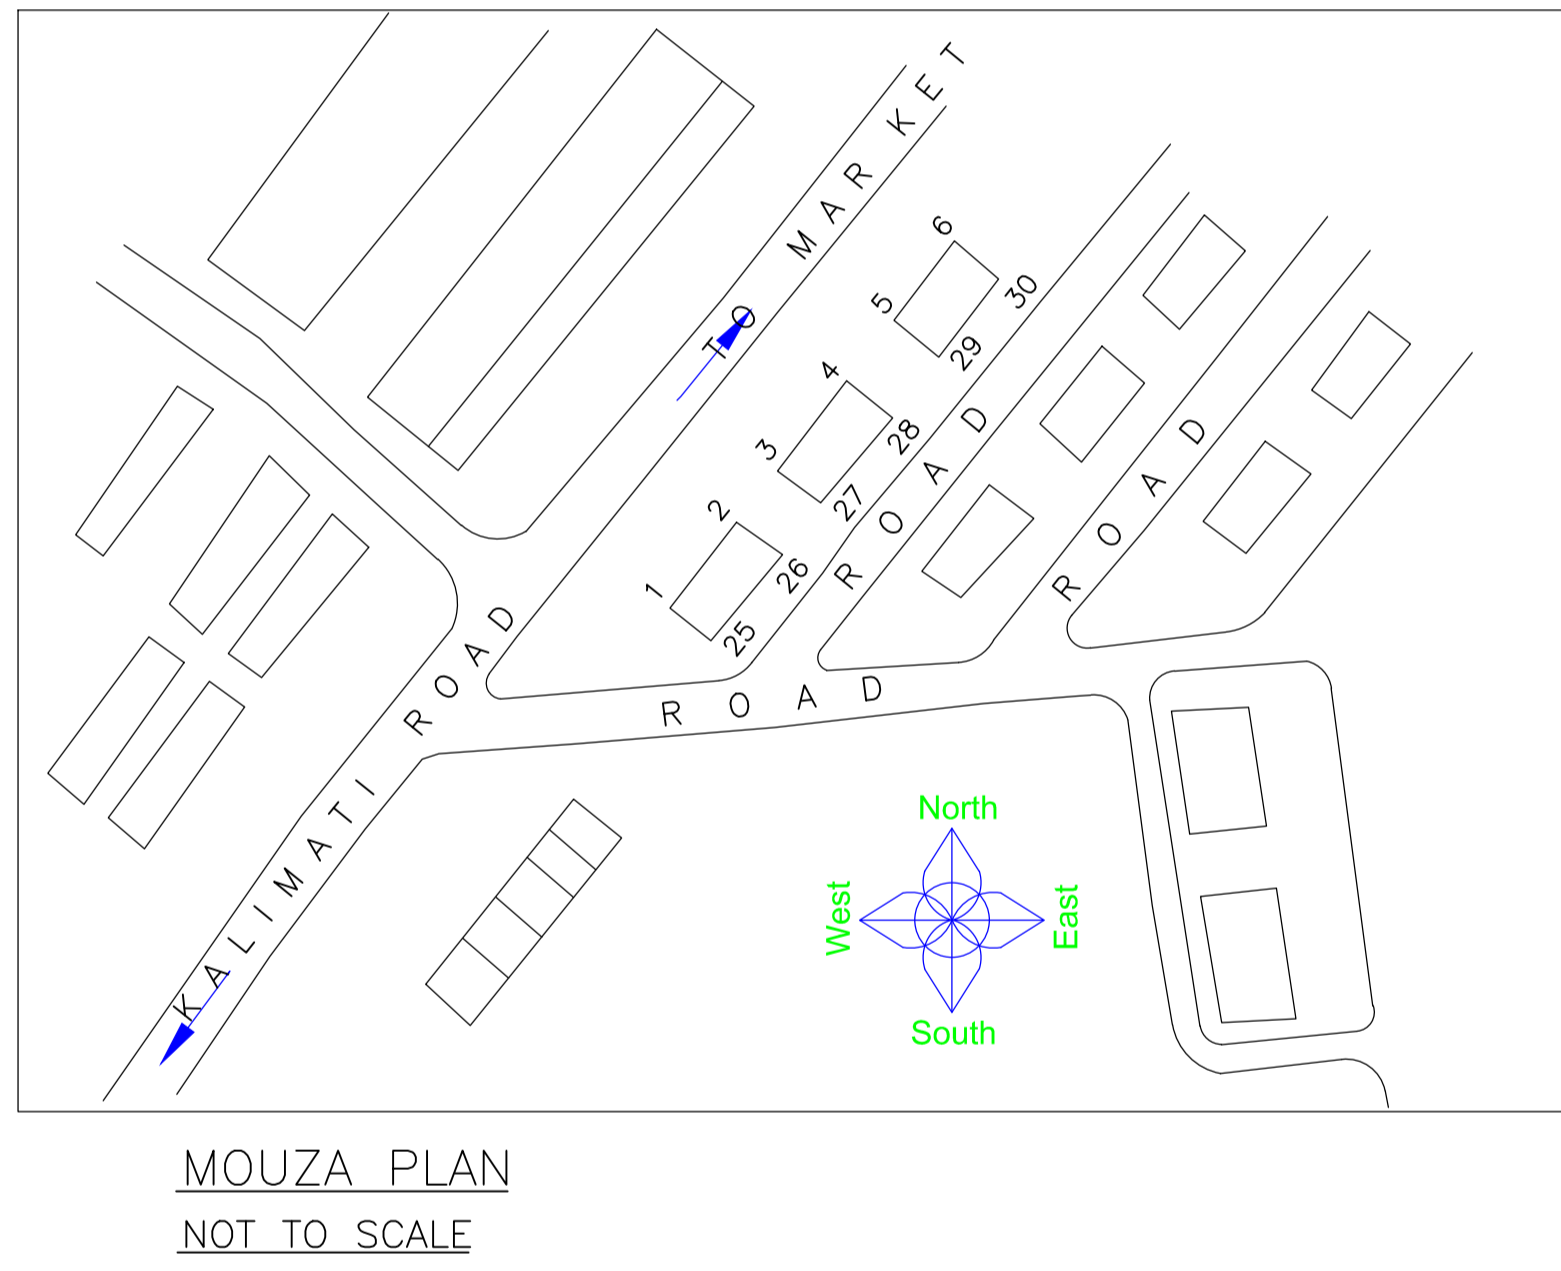 TO MARKET
6
5
30
29
4
3
28
27
2
1
26
25
ROAD
ROAD
ROAD
KALIMATI ROAD
North
West
East
South
MOUZA PLAN
NOT TO SCALE